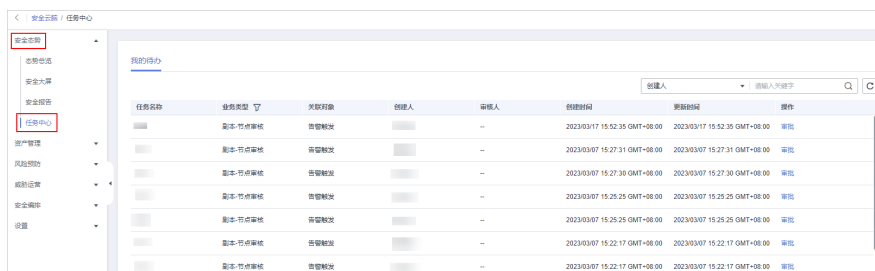 安全云脑 / 任务中心
安全态势
态势总览
安全大屏
安全报告
任务中心
资产管理
风险预防
威胁运营
安全编排
设置
我的待办
创建人 请输入关键字
任务名称 业务类型 关联对象 创建人 审核人 创建时间 更新时间 操作
剧本-节点审核 告警触发 -- 2023/03/17 15:52:35 GMT+08:00 2023/03/17 15:52:35 GMT+08:00 审批
剧本-节点审核 告警触发 -- 2023/03/07 15:27:31 GMT+08:00 2023/03/07 15:27:31 GMT+08:00 审批
剧本-节点审核 告警触发 -- 2023/03/07 15:27:30 GMT+08:00 2023/03/07 15:27:30 GMT+08:00 审批
剧本-节点审核 告警触发 -- 2023/03/07 15:25:25 GMT+08:00 2023/03/07 15:25:25 GMT+08:00 审批
剧本-节点审核 告警触发 -- 2023/03/07 15:25:25 GMT+08:00 2023/03/07 15:25:25 GMT+08:00 审批
剧本-节点审核 告警触发 -- 2023/03/07 15:22:17 GMT+08:00 2023/03/07 15:22:17 GMT+08:00 审批
剧本-节点审核 告警触发 -- 2023/03/07 15:22:17 GMT+08:00 2023/03/07 15:22:17 GMT+08:00 审批